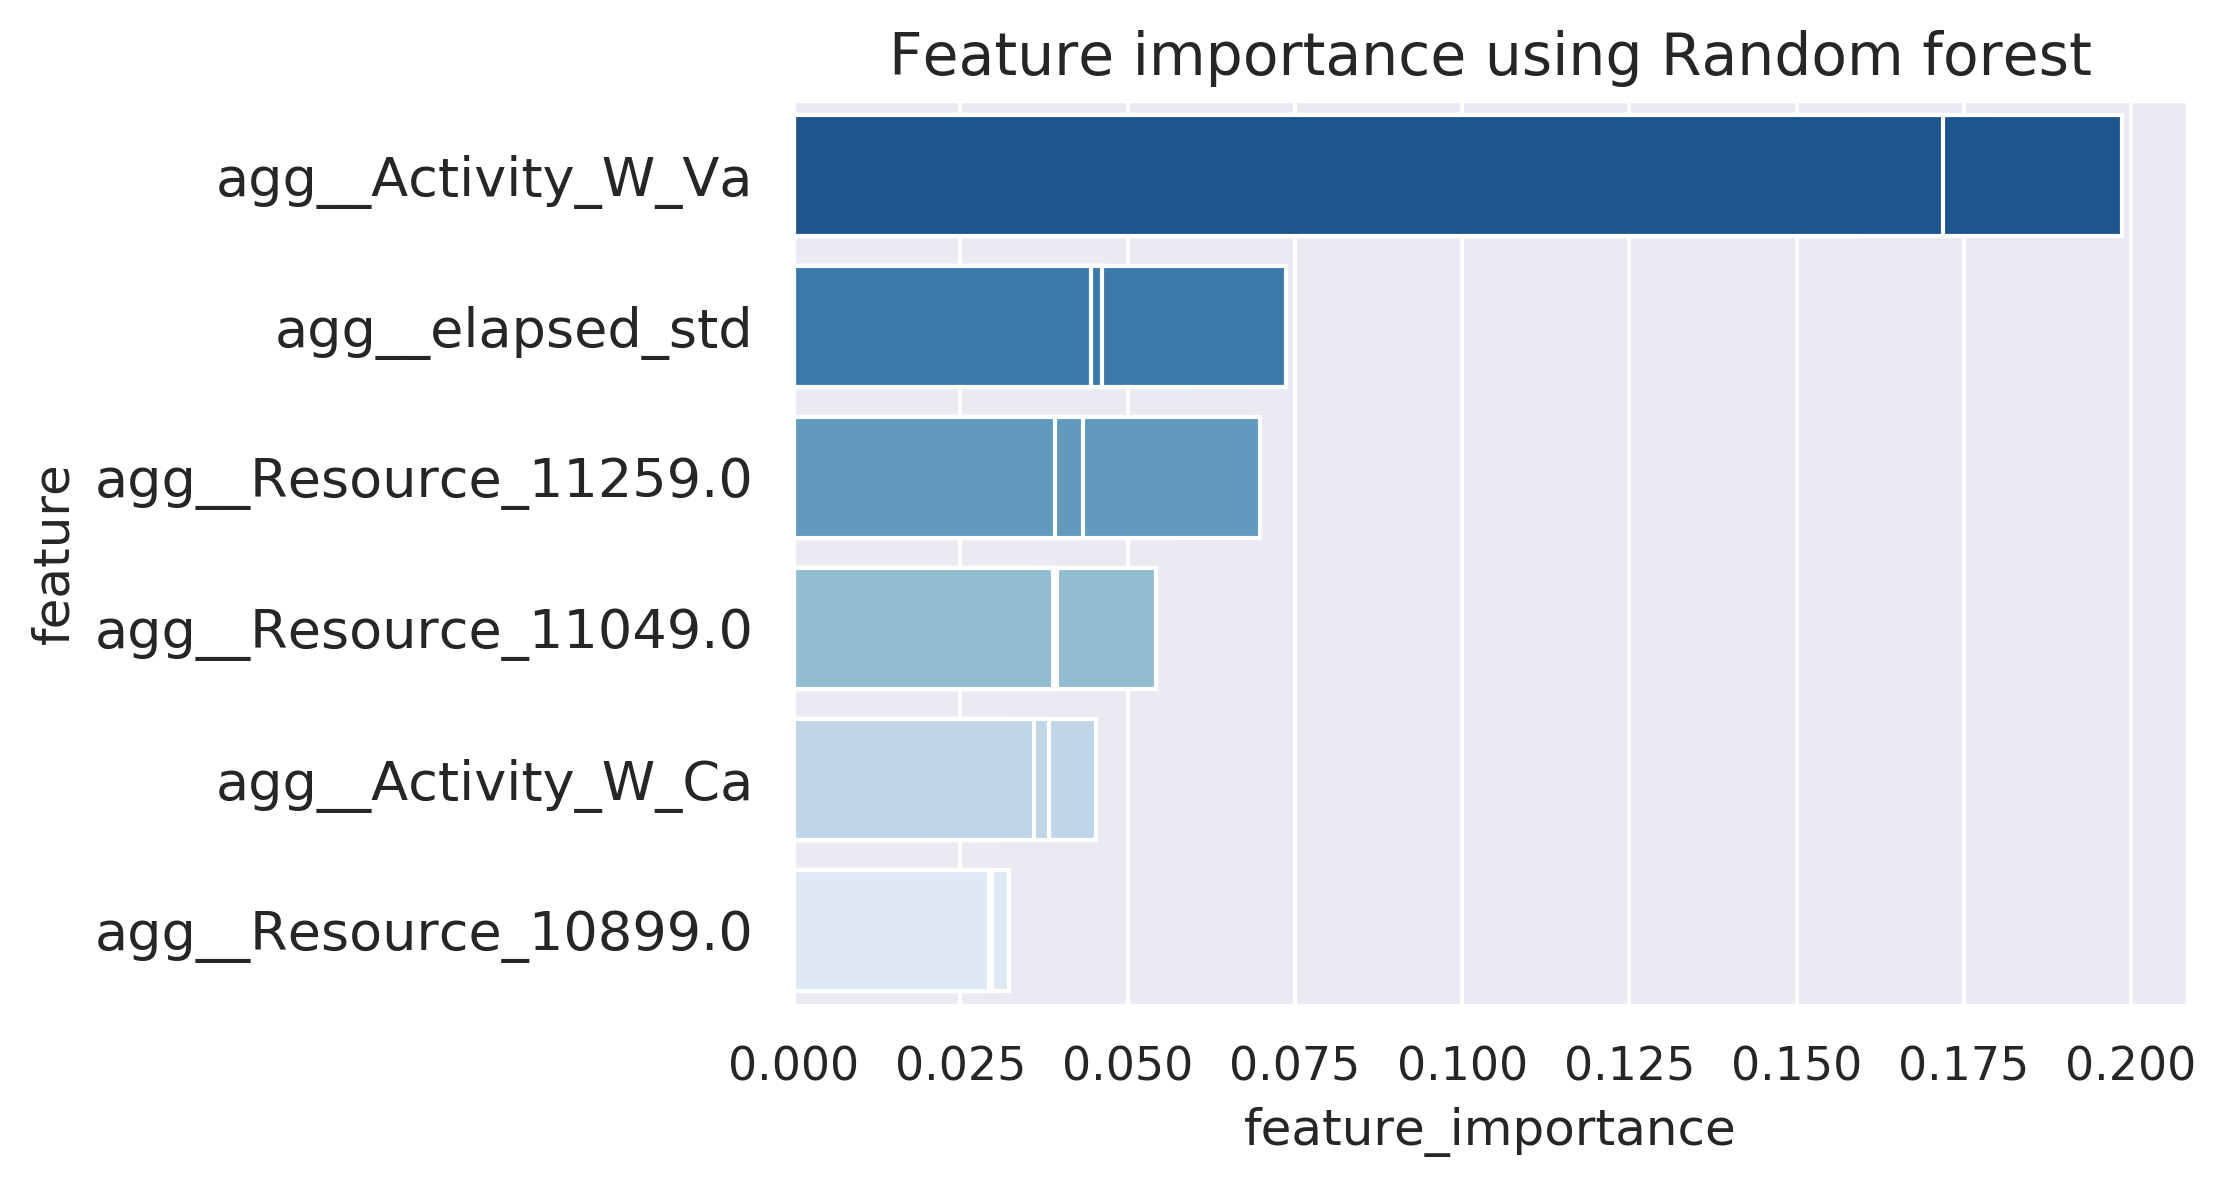 Feature importance using Random forest
agg__Activity_W_Va
agg__elapsed_std
agg__Resource_11259.0
agg__Resource_11049.0
agg__Activity_W_Ca
agg__Resource_10899.0
feature
0.000 0.025 0.050 0.075 0.100 0.125 0.150 0.175 0.200
feature_importance